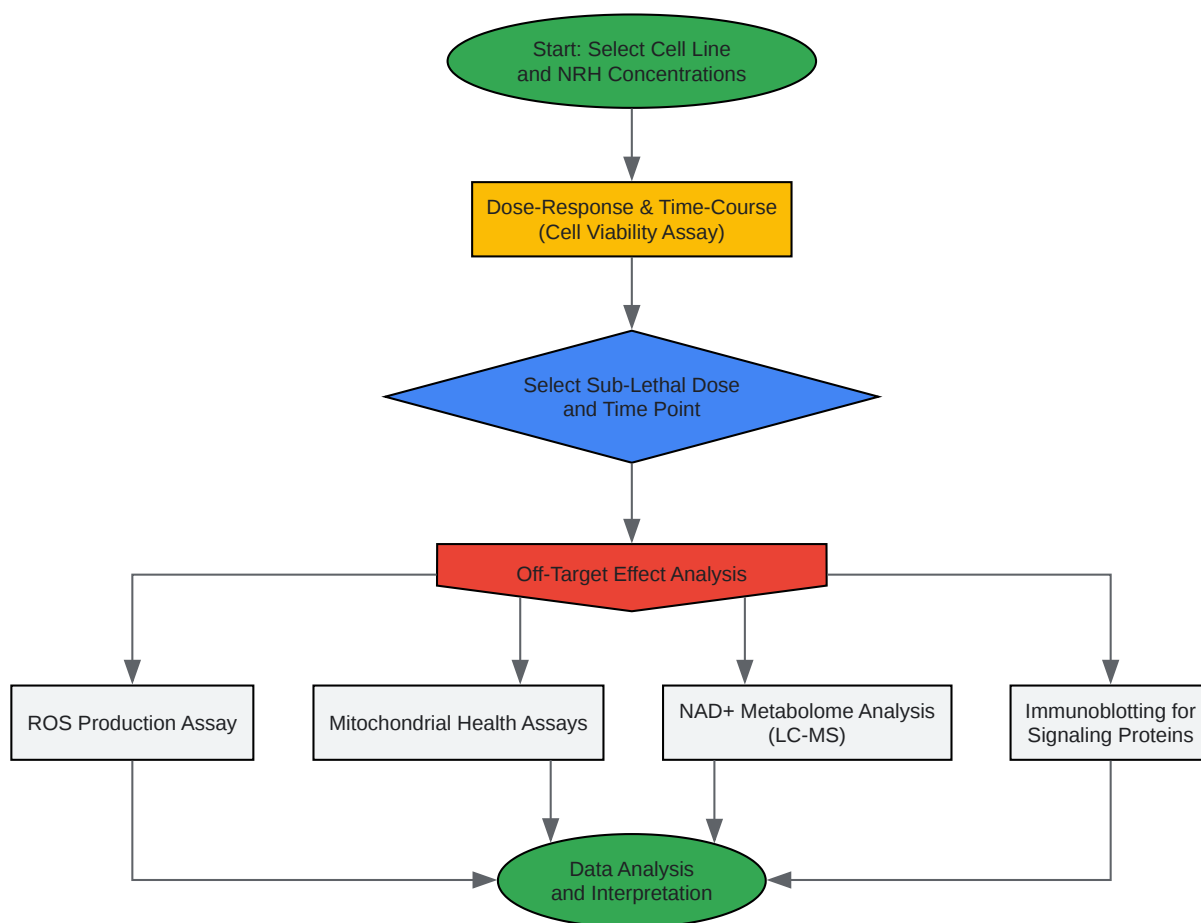 Start: Select Cell Line
and NRH Concentrations
Dose-Response & Time-Course
(Cell Viability Assay)
Select Sub-Lethal Dose
and Time Point
Off-Target Effect Analysis
ROS Production Assay
Mitochondrial Health Assays
NAD+ Metabolome Analysis
(LC-MS)
Immunoblotting for
Signaling Proteins
Data Analysis
and Interpretation